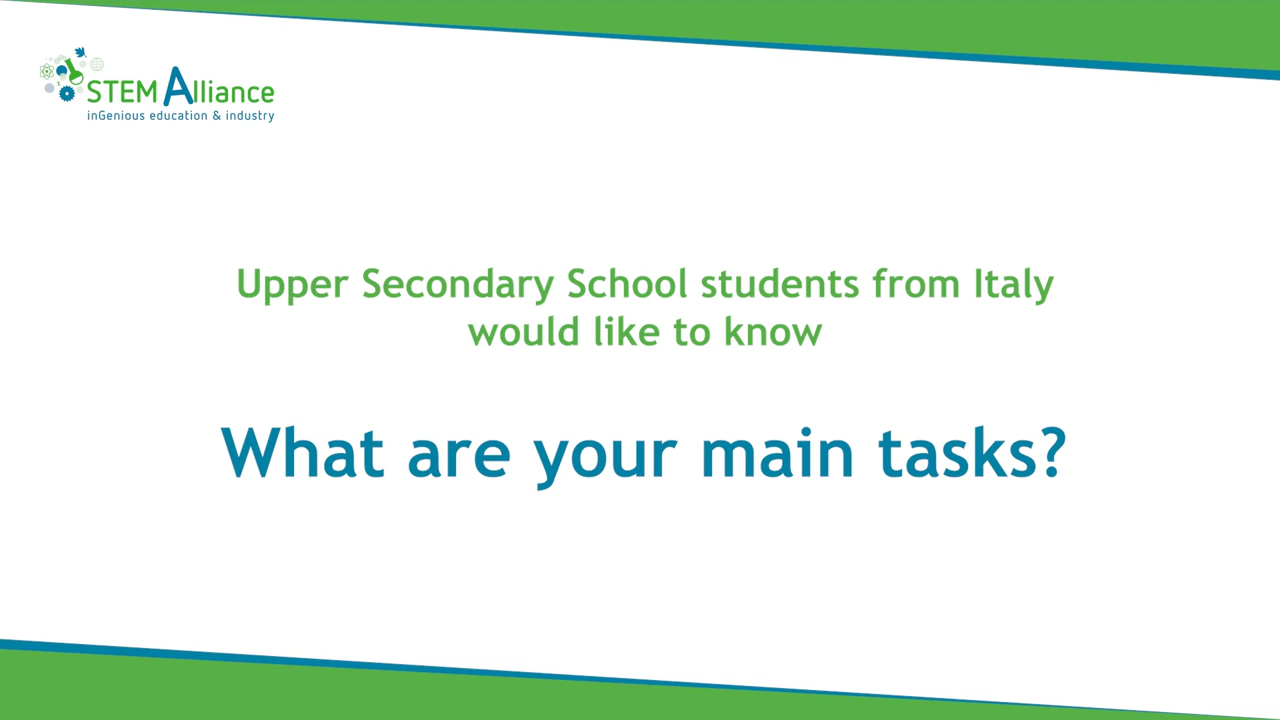 STEM Alliance
inGenious education & industry
Upper Secondary School students from Italy
would like to know
What are your main tasks?